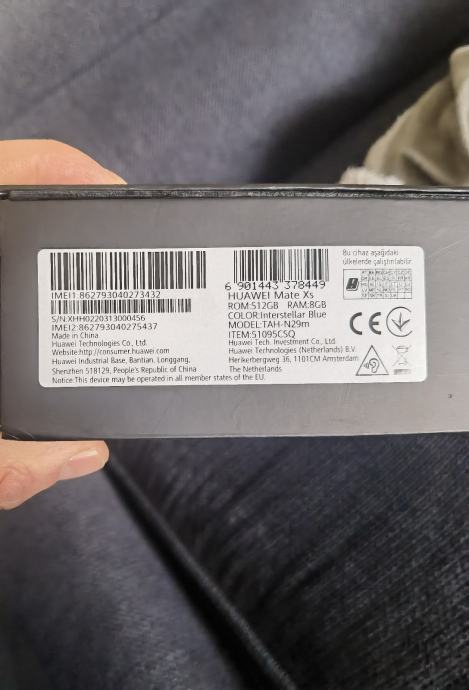 IMEI1:862793040273432
S/N:XHH0220313000456
IMEI2:862793040275437
Made in China
Huawei Technologies Co., Ltd.
Website:http://consumer.huawei.com
Huawei Industrial Base, Bantian, Longgang,
Shenzhen 518129, People's Republic of China
Notice:This device may be operated in all member states of the EU.
6 901443 378449
HUAWEI Mate Xs
ROM:512GB RAM:8GB
COLOR:Interstellar Blue
MODEL:TAH-N29m
ITEM:51095CSQ
Huawei Tech. Investment Co., Ltd.
Huawei Technologies (Netherlands) B.V.
Herikerbergweg 36, 1101CM Amsterdam
The Netherlands
Bu cihaz aşağıdaki
ülkelerde çalıştırılabilir
CE